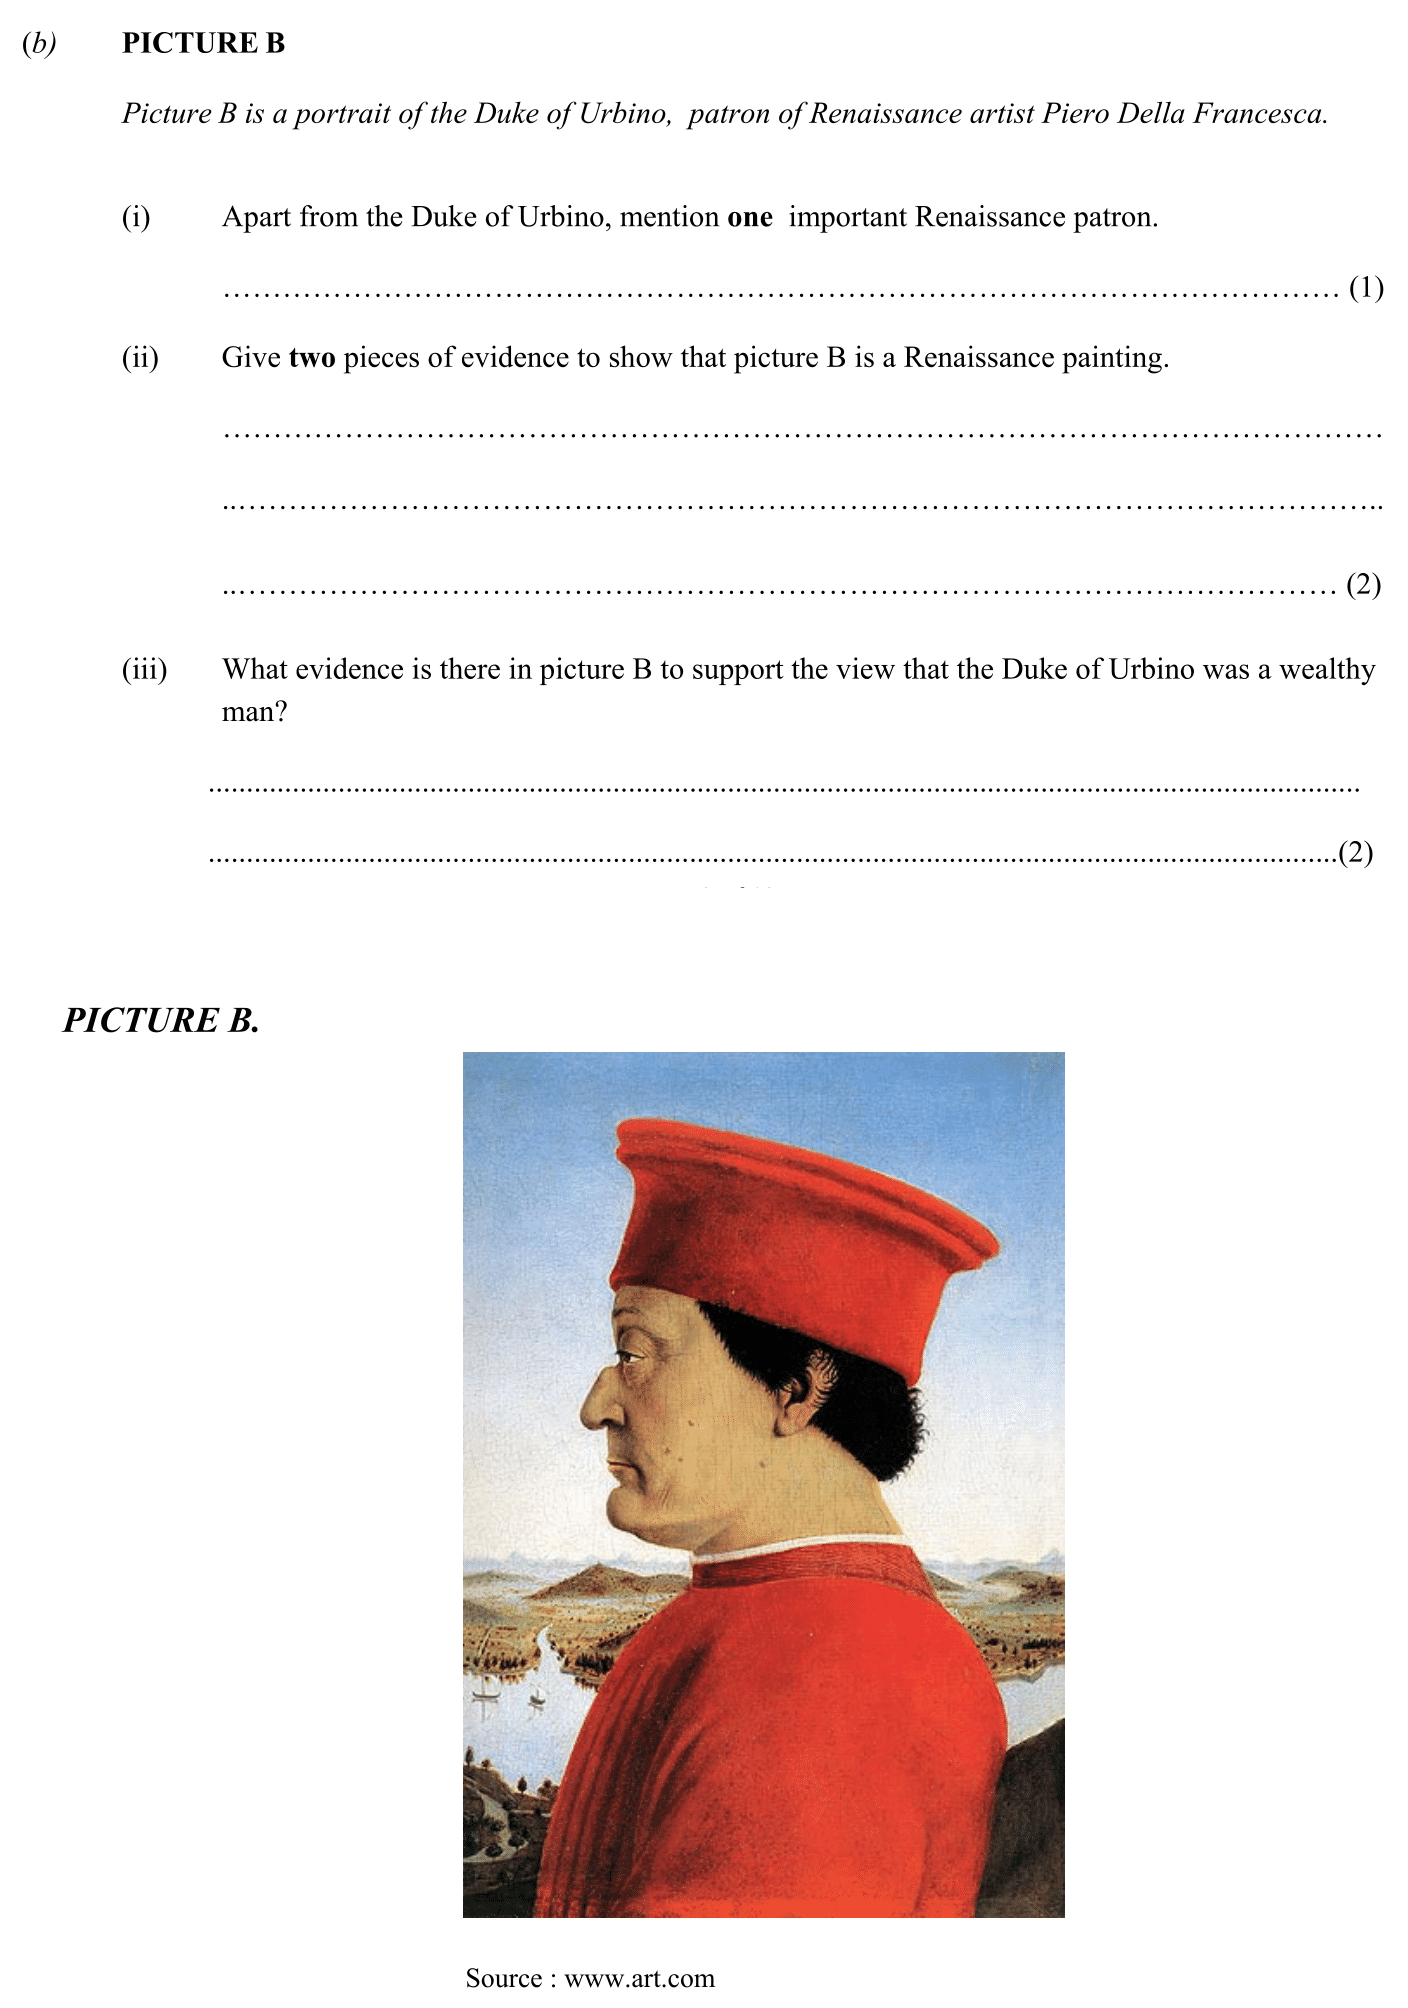 (b) PICTURE B
Picture B is a portrait of the Duke of Urbino, patron of Renaissance artist Piero Della Francesca.
(i) Apart from the Duke of Urbino, mention one important Renaissance patron.
………………………………………………………………………………………………… (1)
(ii) Give two pieces of evidence to show that picture B is a Renaissance painting.
……………………………………………………………………………………………………
..…………………………………………………………………………………………………..
..……………………………………………………………………………………………… (2)
(iii) What evidence is there in picture B to support the view that the Duke of Urbino was a wealthy
man?
.......................................................................................................................................................
....................................................................................................................................................(2)
PICTURE B.
Source : www.art.com